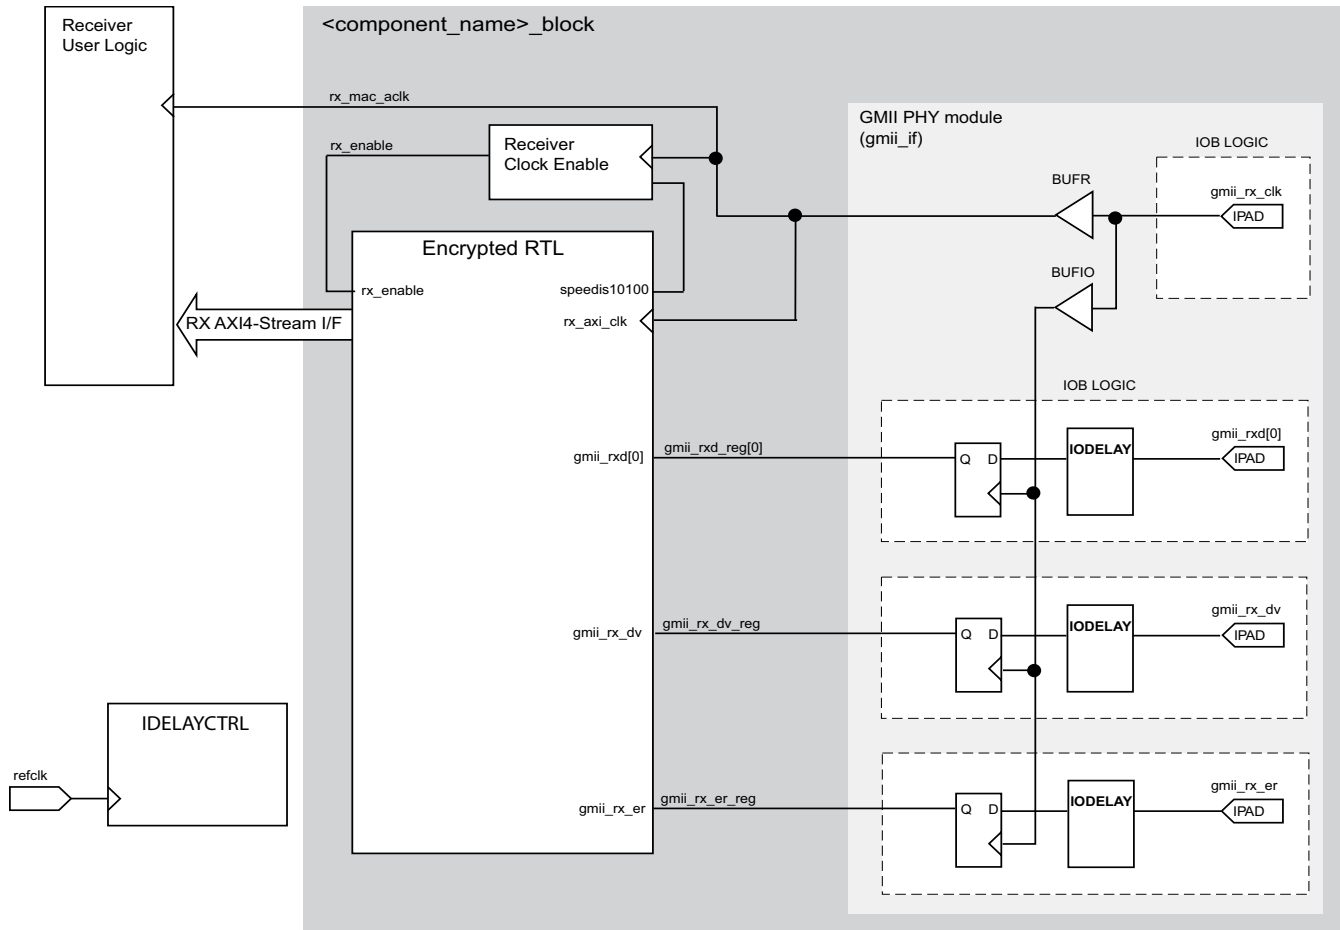 Receiver
User Logic
<component_name>_block
rx_mac_aclk
rx_enable
Receiver
Clock Enable
GMII PHY module
(gmii_if)
IOB LOGIC
gmii_rx_clk
IPAD
BUFR
BUFIO
Encrypted RTL
rx_enable
speedis10100
rx_axi_clk
RX AXI4-Stream I/F
IOB LOGIC
gmii_rxd[0]
gmii_rxd_reg[0]
Q D
IODELAY
gmii_rxd[0]
IPAD
gmii_rx_dv
gmii_rx_dv_reg
Q D
IODELAY
gmii_rx_dv
IPAD
IDELAYCTRL
refclk
gmii_rx_er
gmii_rx_er_reg
Q D
IODELAY
gmii_rx_er
IPAD